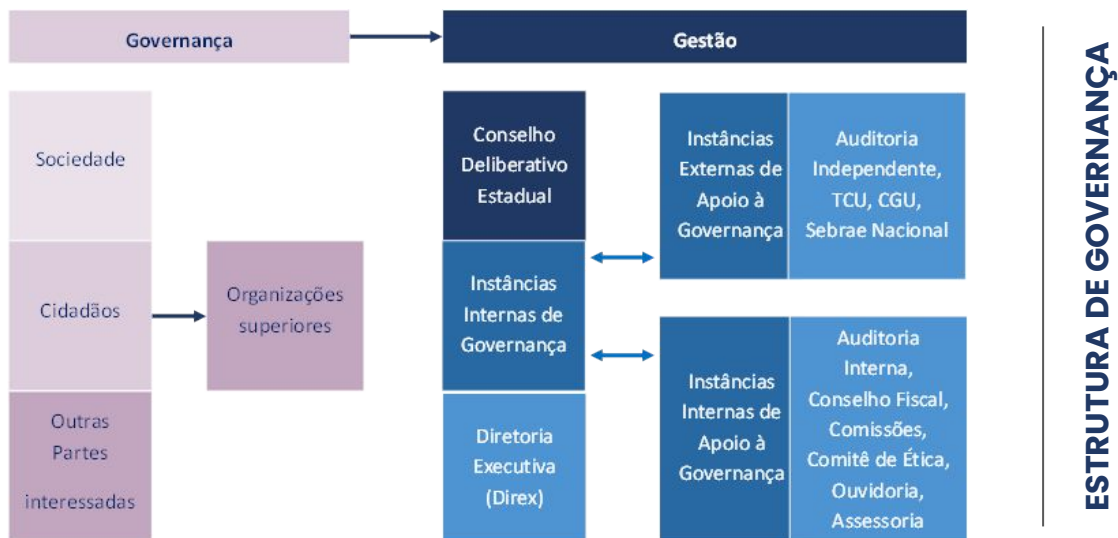 Governança
Gestão
Sociedade
Cidadãos
Outras
Partes
interessadas
Organizações
superiores
Conselho
Deliberativo
Estadual
Instâncias
Internas de
Governança
Diretoria
Executiva
(Direx)
Instâncias
Externas de
Apoio à
Governança
Auditoria
Independente,
TCU, CGU,
Sebrae Nacional
Instâncias
Internas de
Apoio à
Governança
Auditoria
Interna,
Conselho Fiscal,
Comissões,
Comitê de Ética,
Ouvidoria,
Assessoria
ESTRUTURA DE GOVERNANÇA